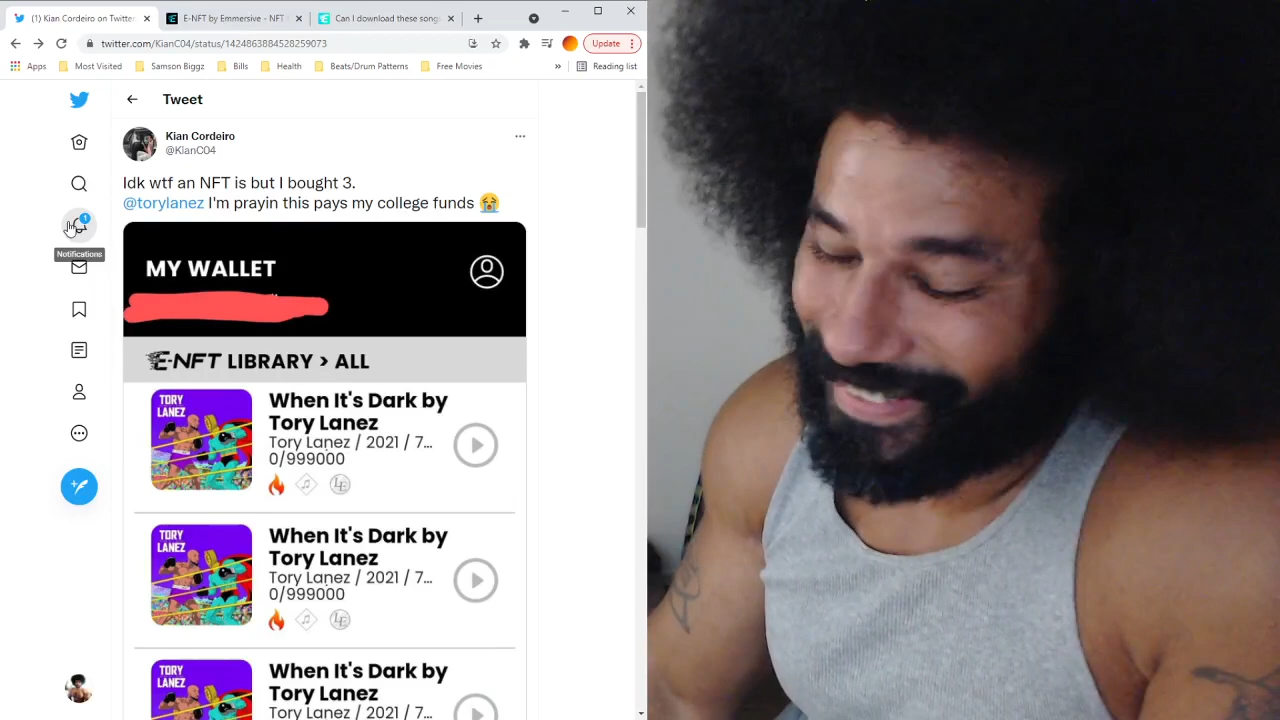 (1) Kian Cordeiro on Twitter
E-NFT by Emmersive - NFT
Can I download these song
twitter.com/KianC04/status/1424863884528259073
Update
Apps
Most Visited
Samson Biggz
Bills
Health
Beats/Drum Patterns
Free Movies
»
Reading list
Tweet
Kian Cordeiro
@KianC04
Idk wtf an NFT is but I bought 3.
@torylanez I'm prayin this pays my college funds 😭
1
Notifications
MY WALLET
E-NFT LIBRARY > ALL
TORY LANEZ
When It's Dark by
Tory Lanez
Tory Lanez / 2021 / 7...
0/999000
LE
TORY LANEZ
When It's Dark by
Tory Lanez
Tory Lanez / 2021 / 7...
0/999000
LE
TORY LANEZ
When It's Dark by
Tory Lanez
Tory Lanez / 2021 / 7...